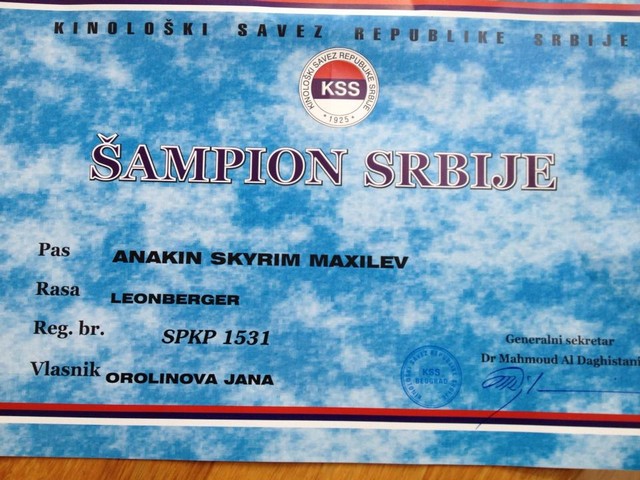 KINOLOŠKI SAVEZ REPUBLIKE SRBIJE
KINOLOŠKI SAVEZ REPUBLIKE SRBIJE
KSS
1925
ŠAMPION SRBIJE
Pas ANAKIN SKYRIM MAXILEV
Rasa LEONBERGER
Reg. br. SPKP 1531
Vlasnik OROLINOVA JANA
Generalni sekretar
Dr Mahmoud Al Daghistani
KSS
BEOGRAD